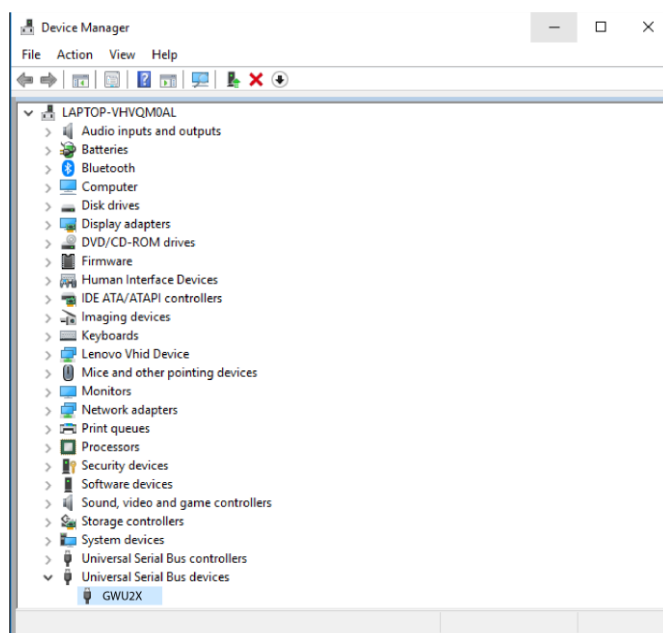 Device Manager
File Action View Help
LAPTOP-VHVQM0AL
Audio inputs and outputs
Batteries
Bluetooth
Computer
Disk drives
Display adapters
DVD/CD-ROM drives
Firmware
Human Interface Devices
IDE ATA/ATAPI controllers
Imaging devices
Keyboards
Lenovo Vhid Device
Mice and other pointing devices
Monitors
Network adapters
Print queues
Processors
Security devices
Software devices
Sound, video and game controllers
Storage controllers
System devices
Universal Serial Bus controllers
Universal Serial Bus devices
GWU2X